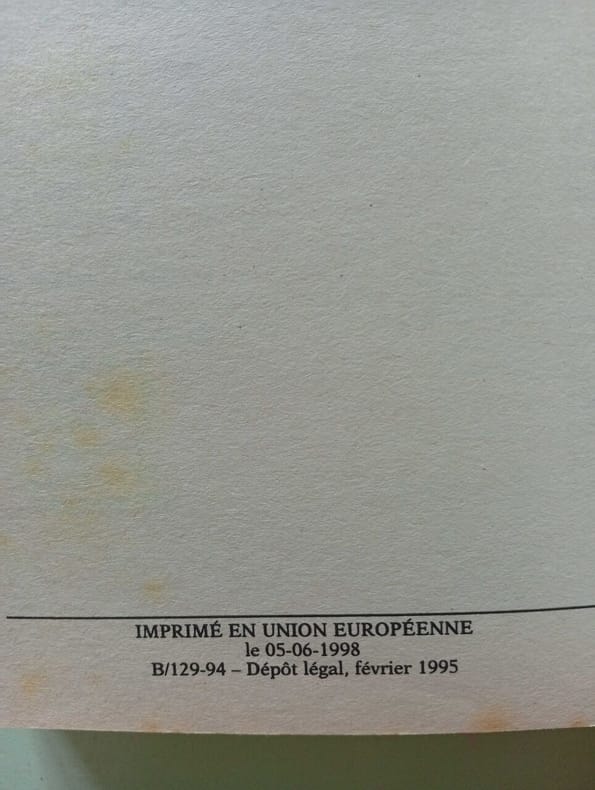 IMPRIMÉ EN UNION EUROPÉENNE
le 05-06-1998
B/129-94 – Dépôt légal, février 1995